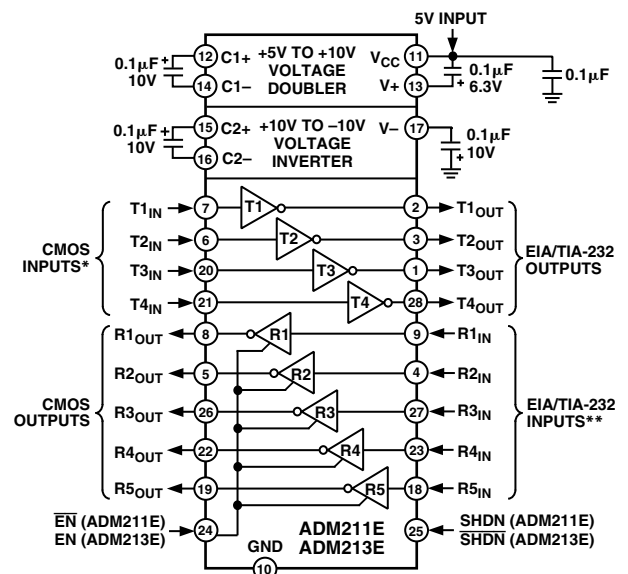 5V INPUT
0.1μF
10V
12
C1+
+5V TO +10V
VOLTAGE
DOUBLER
14
C1–
VCC
11
V+
13
0.1μF
6.3V
0.1μF
0.1μF
10V
15
C2+
+10V TO –10V
VOLTAGE
INVERTER
16
C2–
V–
17
0.1μF
10V
CMOS
INPUTS*
T1IN
7
T1
2
T1OUT
T2IN
6
T2
3
T2OUT
T3IN
20
T3
1
T3OUT
T4IN
21
T4
28
T4OUT
EIA/TIA-232
OUTPUTS
CMOS
OUTPUTS
R1OUT
8
R1
9
R1IN
R2OUT
5
R2
4
R2IN
R3OUT
26
R3
27
R3IN
R4OUT
22
R4
23
R4IN
R5OUT
19
R5
18
R5IN
EIA/TIA-232
INPUTS**
E̅N̅ (ADM211E)
EN (ADM213E)
24
GND
10
ADM211E
ADM213E
25
SHDN (ADM211E)
S̅H̅D̅N̅ (ADM213E)